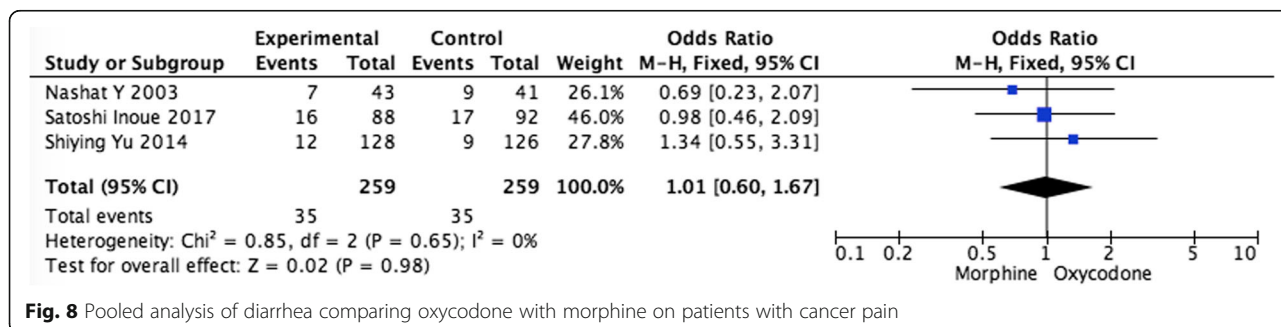 Experimental Control Odds Ratio Odds Ratio
Study or Subgroup Events Total Events Total Weight M-H, Fixed, 95% CI M-H, Fixed, 95% CI
Nashat Y 2003 7 43 9 41 26.1% 0.69 [0.23, 2.07]
Satoshi Inoue 2017 16 88 17 92 46.0% 0.98 [0.46, 2.09]
Shiying Yu 2014 12 128 9 126 27.8% 1.34 [0.55, 3.31]
Total (95% CI) 259 259 100.0% 1.01 [0.60, 1.67]
Total events 35 35
Heterogeneity: Chi² = 0.85, df = 2 (P = 0.65); I² = 0%
Test for overall effect: Z = 0.02 (P = 0.98)
0.1 0.2 0.5 1 2 5 10
Morphine Oxycodone
Fig. 8 Pooled analysis of diarrhea comparing oxycodone with morphine on patients with cancer pain